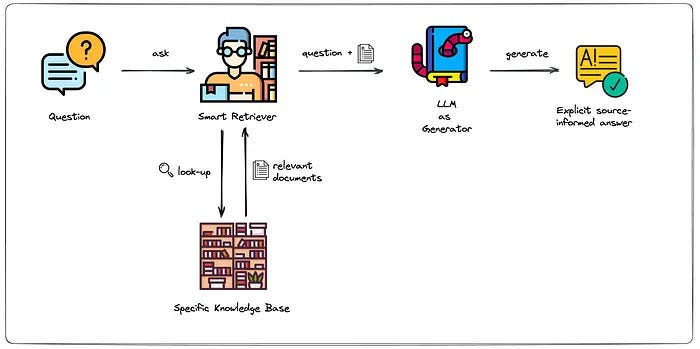 ?
ask
question +
generate
A!
Question
Smart Retriever
LLM
as
Generator
Explicit source-
informed answer
look-up
relevant
documents
Specific Knowledge Base